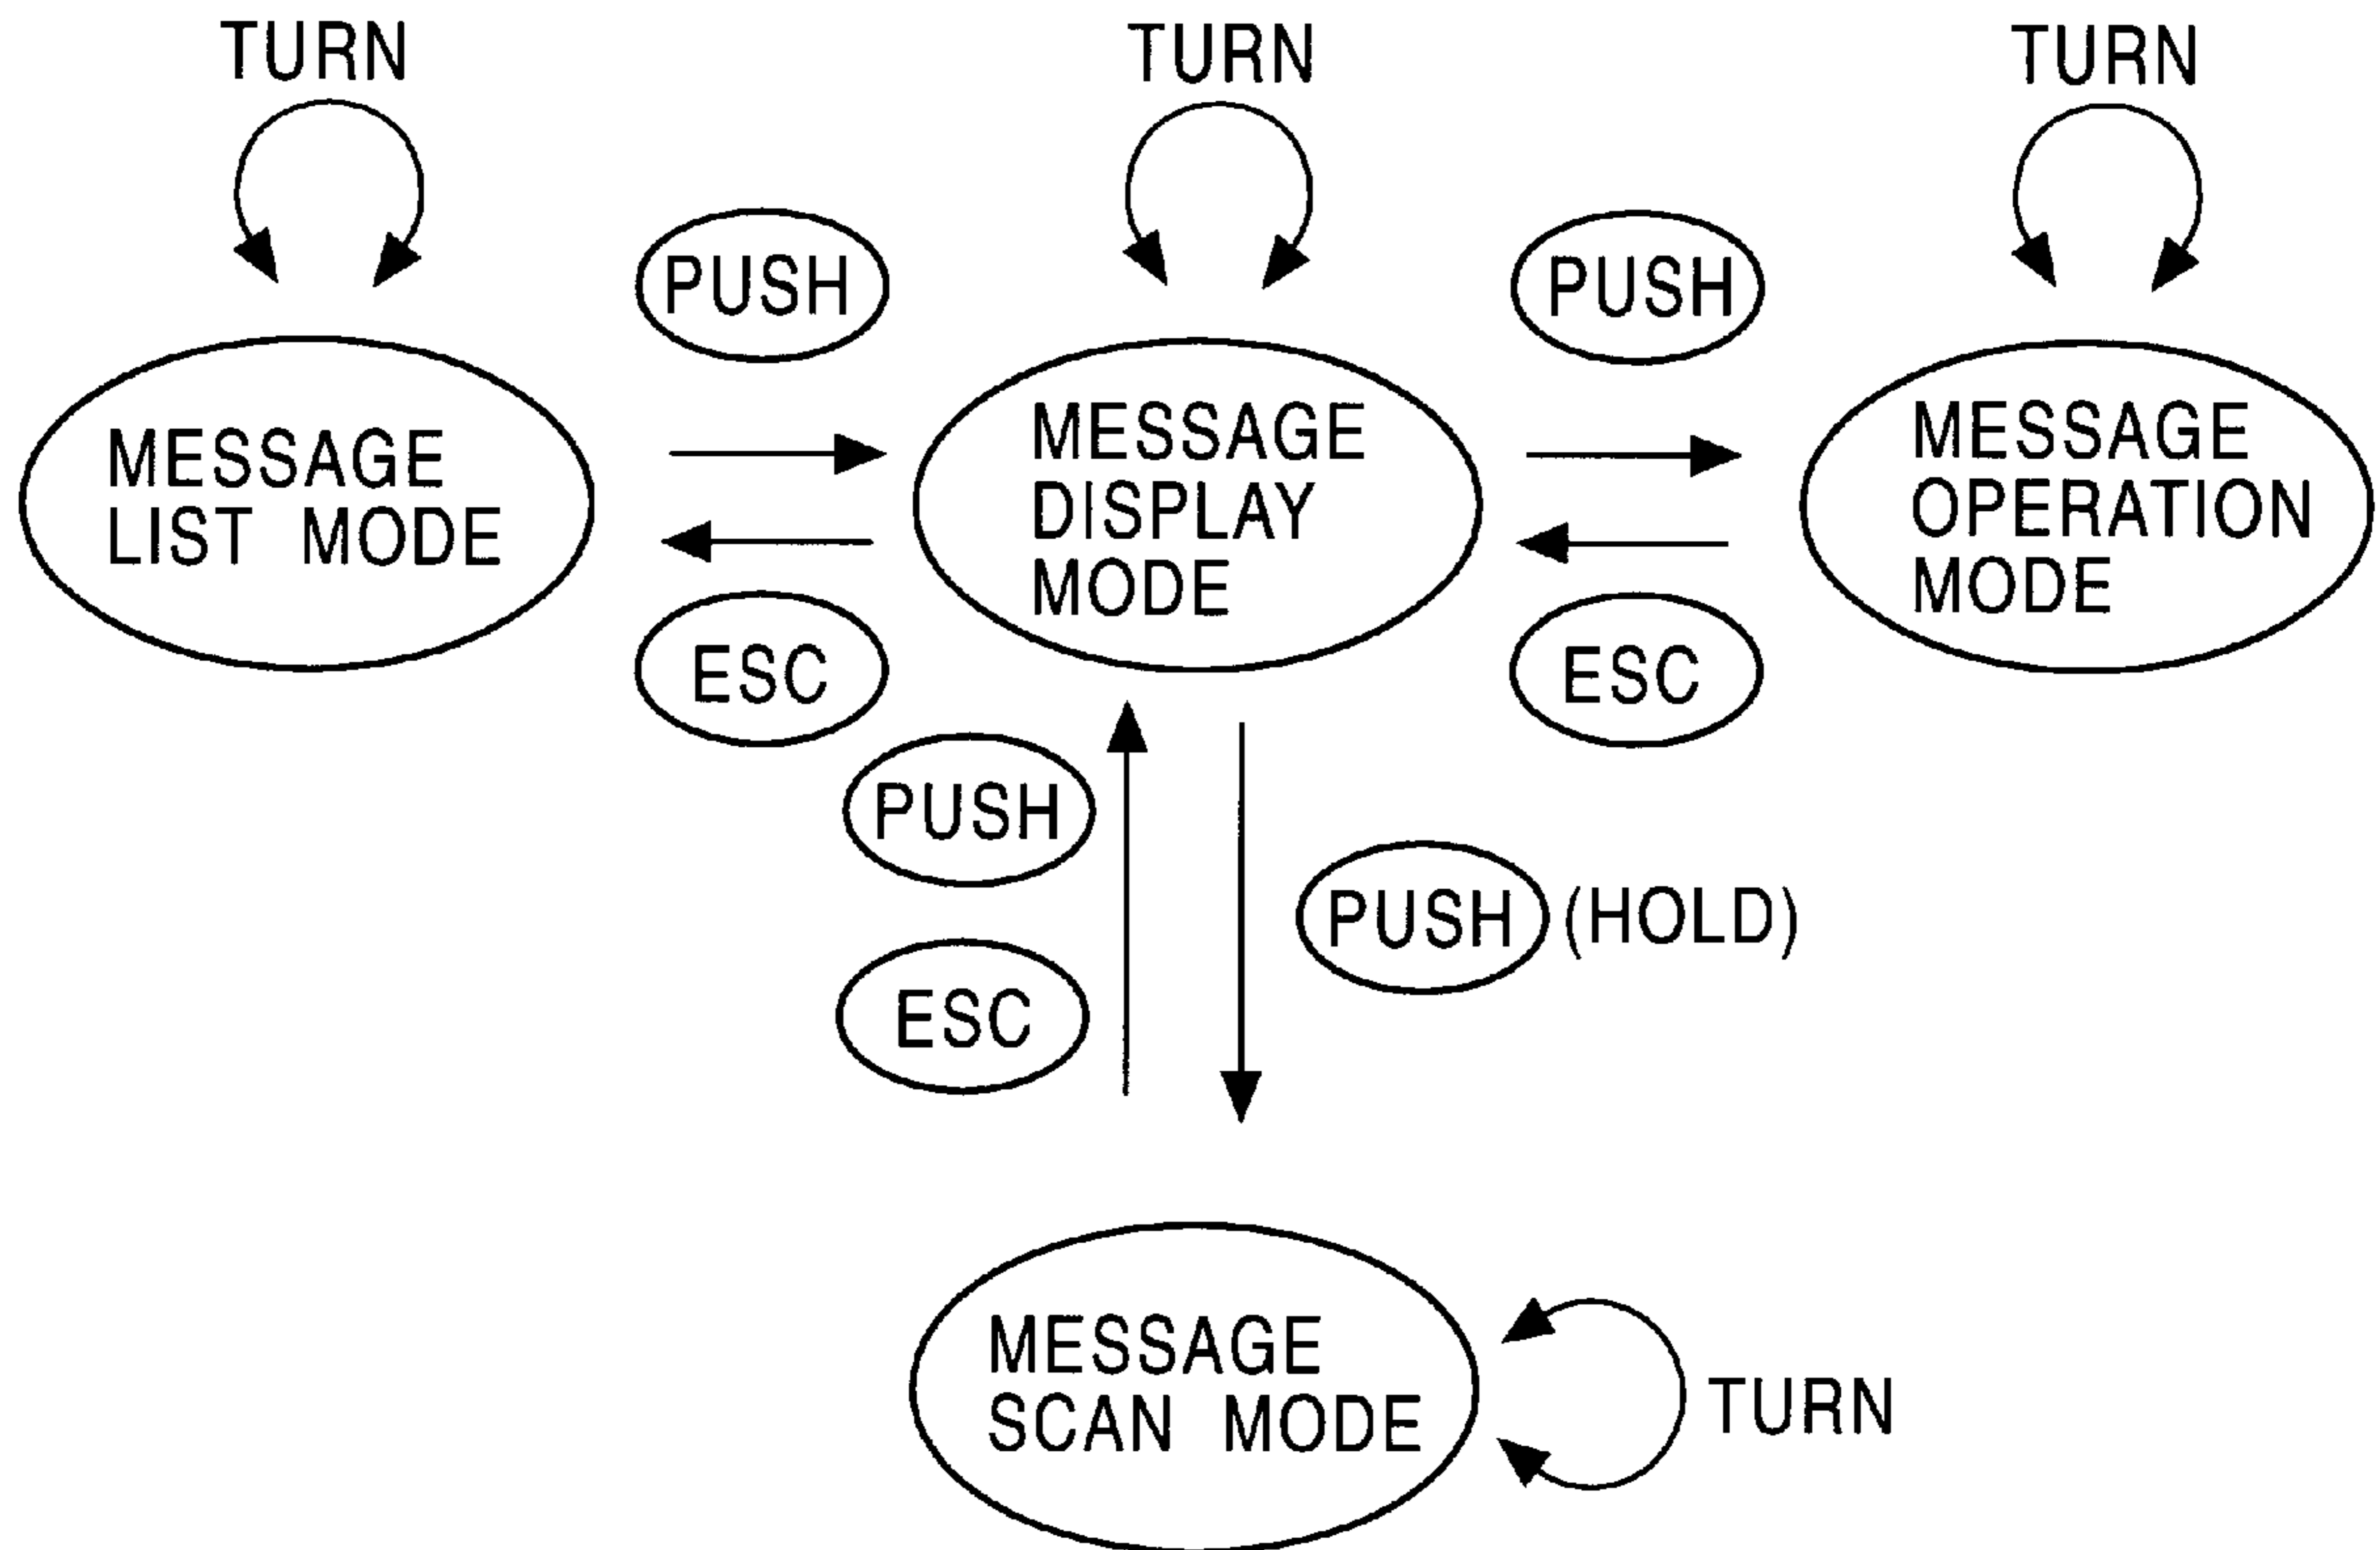 TURN
TURN
TURN
PUSH
PUSH
MESSAGE
LIST MODE
MESSAGE
DISPLAY
MODE
MESSAGE
OPERATION
MODE
ESC
ESC
PUSH
PUSH (HOLD)
ESC
MESSAGE
SCAN MODE
TURN